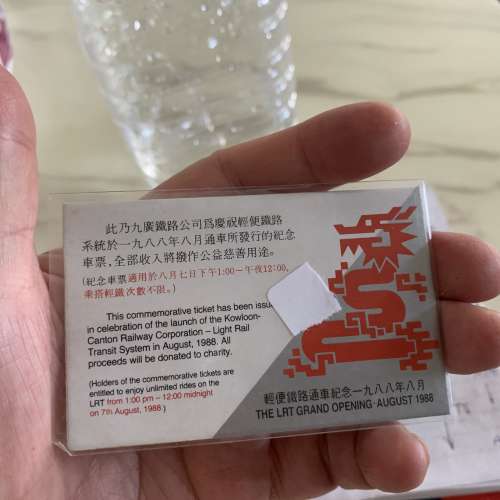 此乃九廣鐵路公司爲慶祝輕便鐵路
系統於一九八八年八月通車所發行的紀念
車票,全部收入將撥作公益慈善用途。
(紀念車票適用於八月七日下午1:00－午夜12:00,
乘搭輕鐵次數不限。)
This commemorative ticket has been issued
in celebration of the launch of the Kowloon-
Canton Railway Corporation – Light Rail
Transit System in August, 1988. All
proceeds will be donated to charity.
(Holders of the commemorative tickets are
entitled to enjoy unlimited rides on the
LRT from 1:00 pm – 12:00 midnight
on 7th August, 1988)
輕便鐵路通車紀念一九八八年八月
THE LRT GRAND OPENING·AUGUST 1988